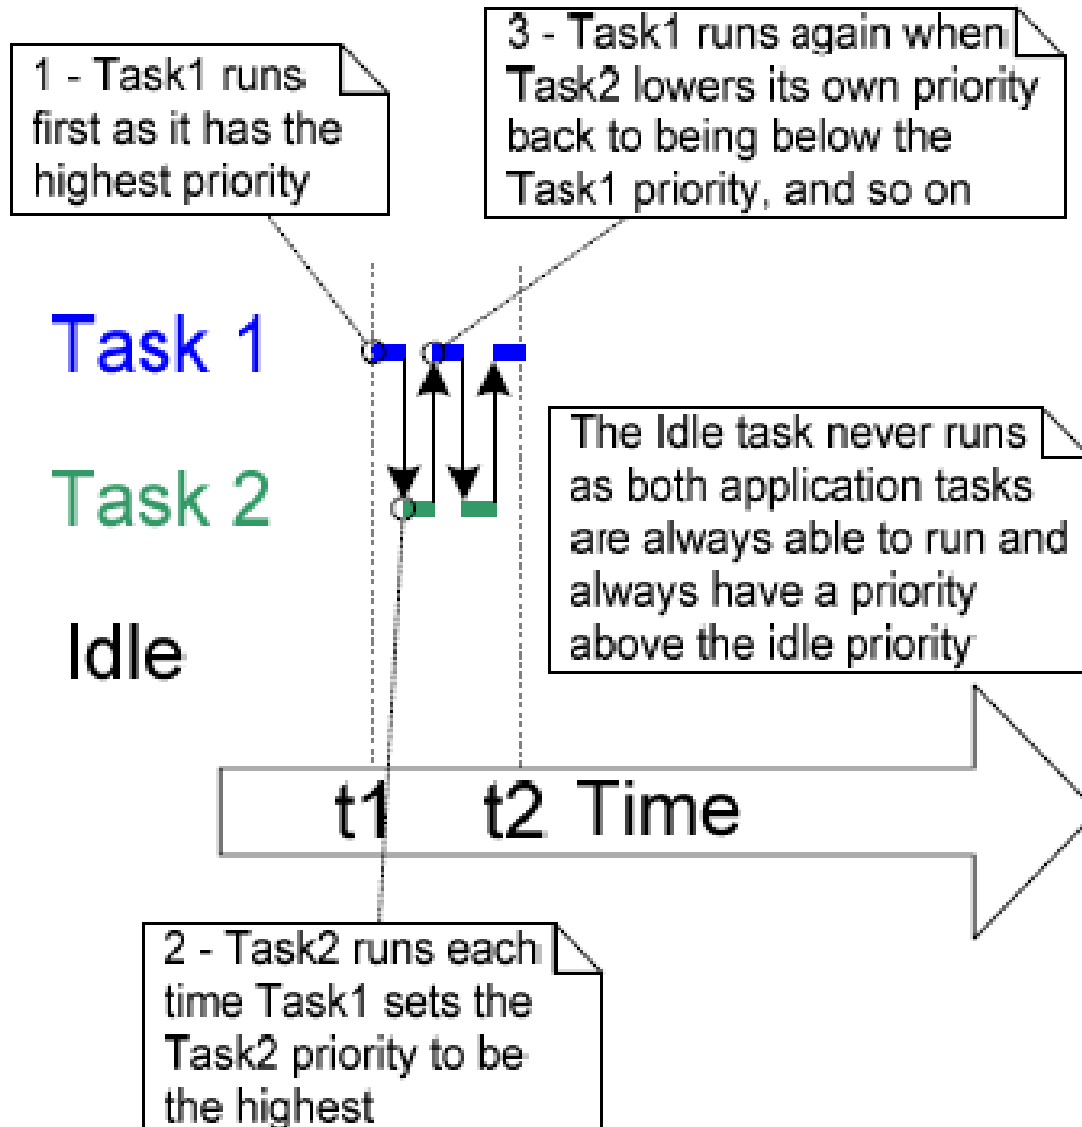 1 - Task1 runs
first as it has the
highest priority
3 - Task1 runs again when
Task2 lowers its own priority
back to being below the
Task1 priority, and so on
Task 1
Task 2
The Idle task never runs
as both application tasks
are always able to run and
always have a priority
above the idle priority
Idle
t1 t2 Time
2 - Task2 runs each
time Task1 sets the
Task2 priority to be
the highest